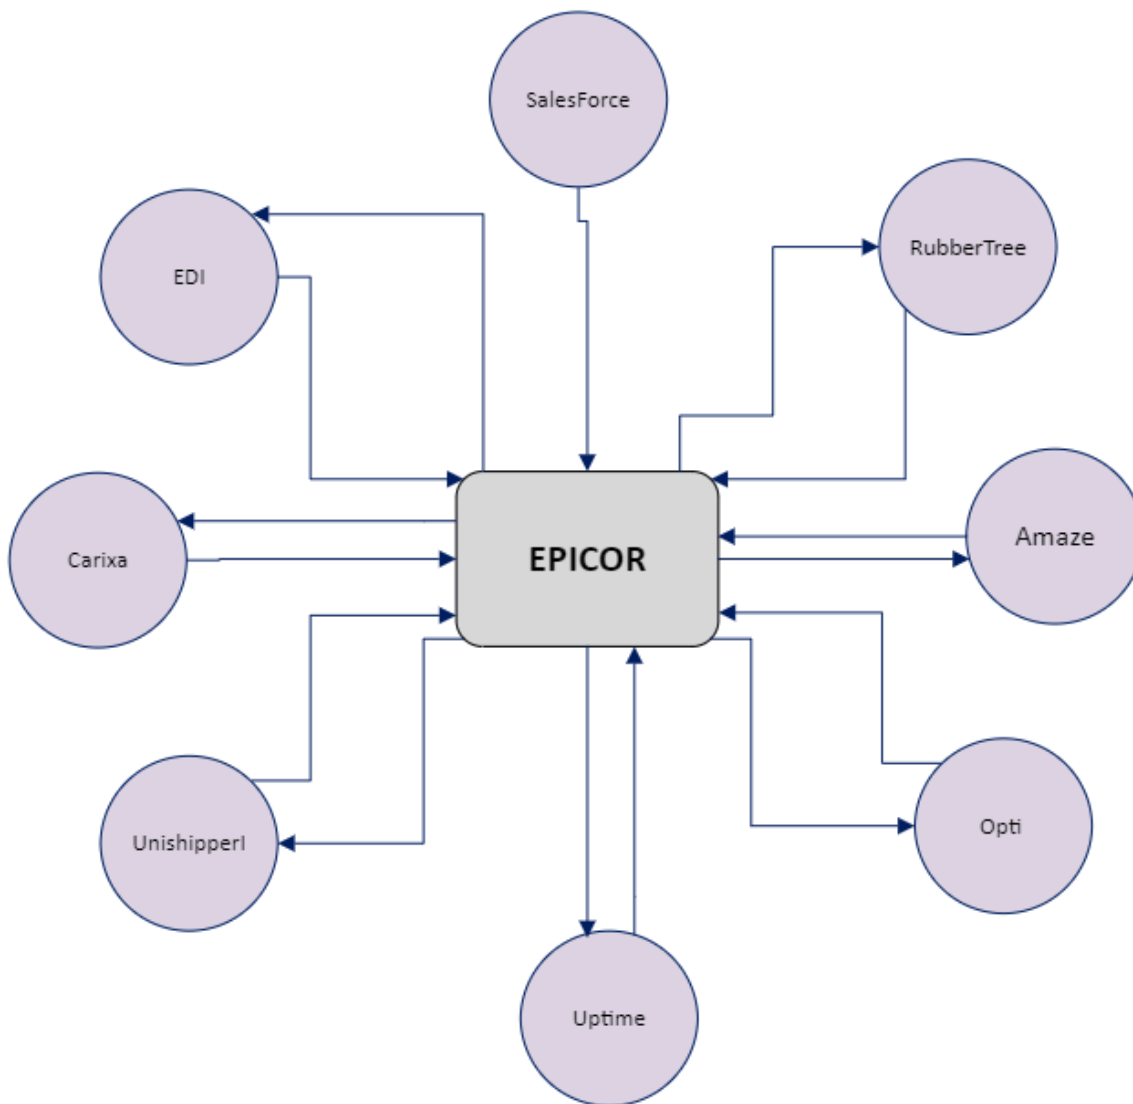 SalesForce
EDI
RubberTree
Carixa
EPICOR
Amaze
UnishipperI
Opti
Uptime